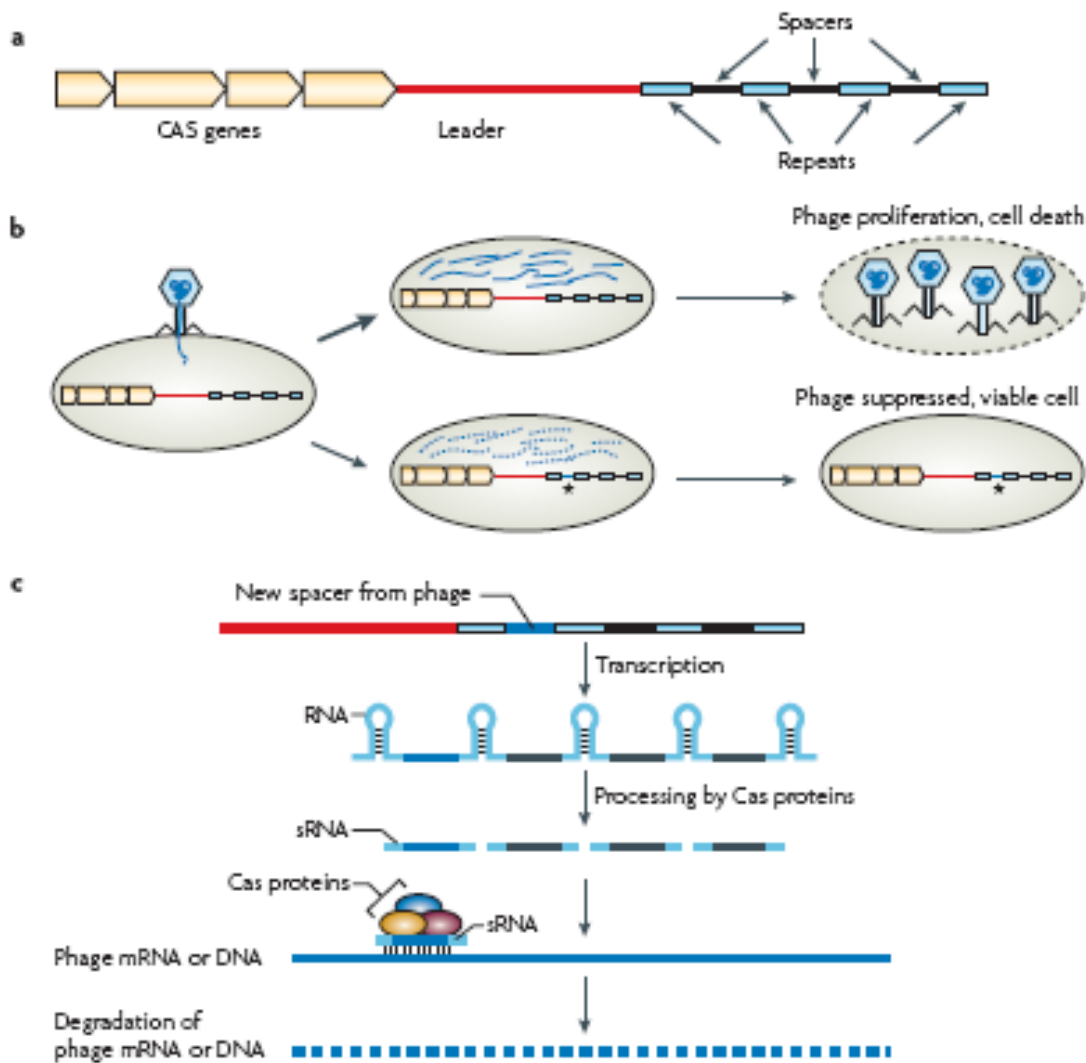 a
Spacers
CAS genes
Leader
Repeats
b
Phage proliferation, cell death
Phage suppressed, viable cell
c
New spacer from phage
Transcription
RNA
Processing by Cas proteins
sRNA
Cas proteins
sRNA
Phage mRNA or DNA
Degradation of
phage mRNA or DNA